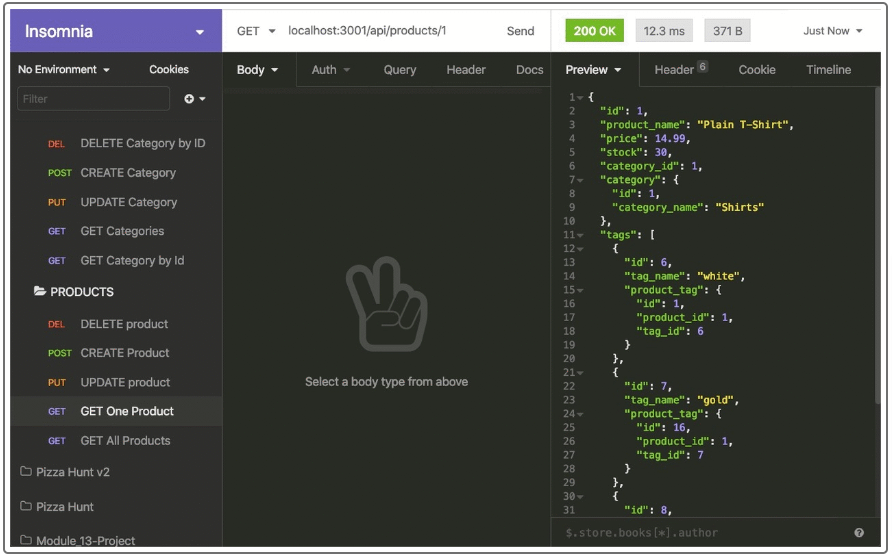 Insomnia
GET localhost:3001/api/products/1 Send
200 OK 12.3 ms 371 B Just Now
No Environment Cookies
Body Auth Query Header Docs
Preview Header 6 Cookie Timeline
Filter
DEL DELETE Category by ID
POST CREATE Category
PUT UPDATE Category
GET GET Categories
GET GET Category by Id
PRODUCTS
DEL DELETE product
POST CREATE Product
PUT UPDATE product
GET GET One Product
GET GET All Products
Pizza Hunt v2
Pizza Hunt
Module_13-Project
Select a body type from above
1 {
2 "id": 1,
3 "product_name": "Plain T-Shirt",
4 "price": 14.99,
5 "stock": 30,
6 "category_id": 1,
7 "category": {
8 "id": 1,
9 "category_name": "Shirts"
10 },
11 "tags": [
12 {
13 "id": 6,
14 "tag_name": "white",
15 "product_tag": {
16 "id": 1,
17 "product_id": 1,
18 "tag_id": 6
19 }
20 },
21 {
22 "id": 7,
23 "tag_name": "gold",
24 "product_tag": {
25 "id": 16,
26 "product_id": 1,
27 "tag_id": 7
28 }
29 },
30 {
31 "id": 8,
$.store.books[*].author